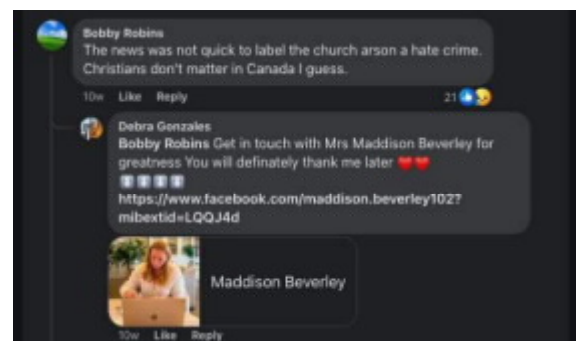 Bobby Robins
The news was not quick to label the church arson a hate crime.
Christians don't matter in Canada I guess.
10w Like Reply 21
Debra Gonzales
Bobby Robins Get in touch with Mrs Maddison Beverley for
greatness You will definately thank me later ❤️❤️
⬇️⬇️⬇️⬇️
https://www.facebook.com/maddison.beverley102?
mibextid=LQQJ4d
Maddison Beverley
10w Like Reply